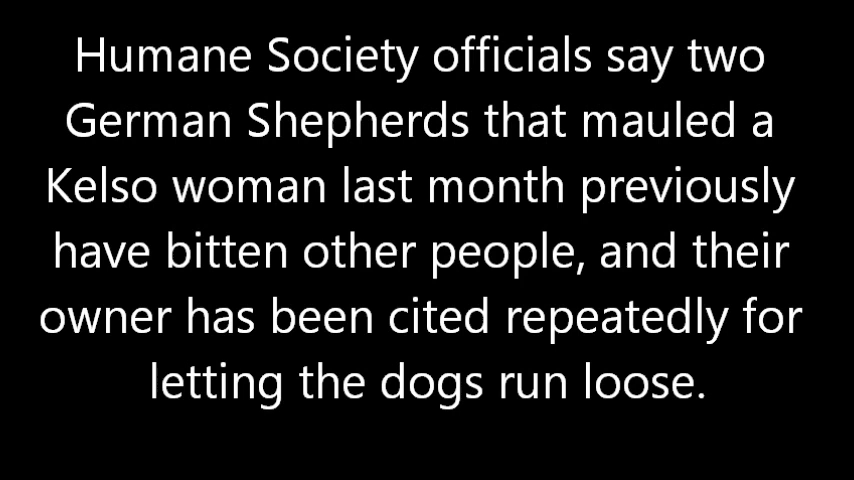 Humane Society officials say two
German Shepherds that mauled a
Kelso woman last month previously
have bitten other people, and their
owner has been cited repeatedly for
letting the dogs run loose.